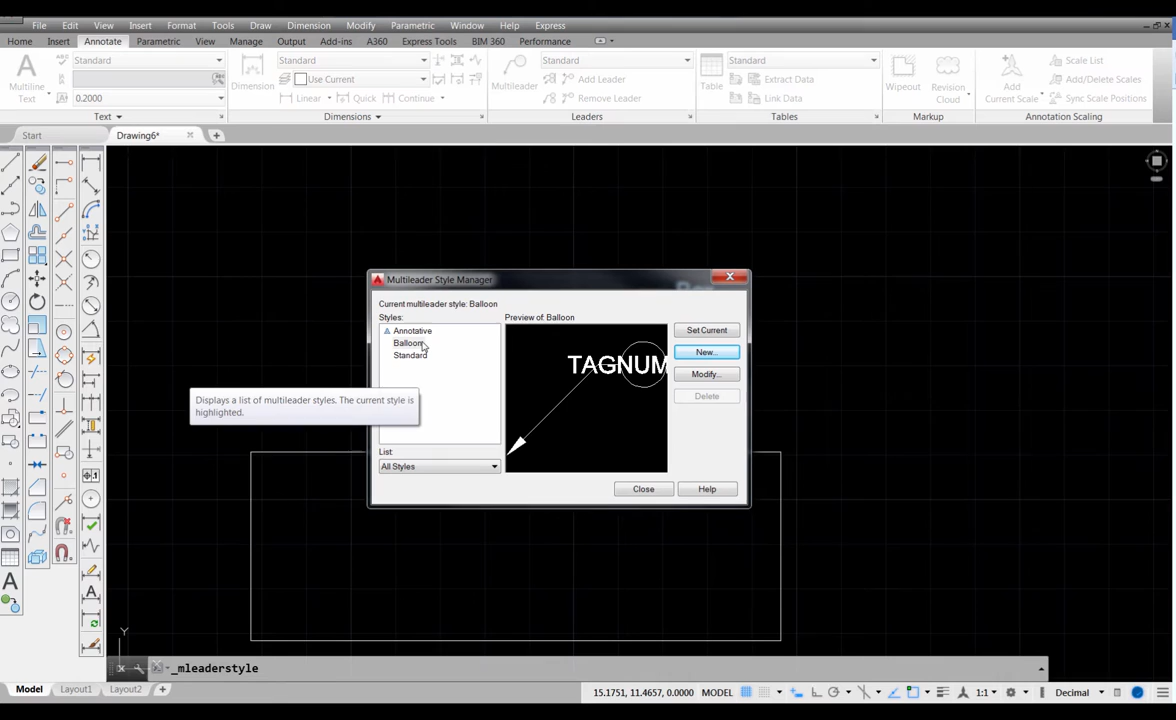 File Edit View Insert Format Tools Draw Dimension Modify Parametric Window Help Express
Home Insert Annotate Parametric View Manage Output Add-ins A360 Express Tools BIM 360 Performance
Standard Standard Standard Standard Scale List
Use Current Add Leader Extract Data Add/Delete Scales
Multiline Text Dimension Multileader Table Wipeout Revision Cloud Add Current Scale
0.2000 Linear Quick Continue Remove Leader Link Data Sync Scale Positions
Text Dimensions Leaders Tables Markup Annotation Scaling
Start Drawing6*
Multileader Style Manager
Current multileader style: Balloon
Styles: Preview of: Balloon
Annotative Set Current
Balloon
Standard New...
TAGNUM
Modify...
Delete
Displays a list of multileader styles. The current style is
highlighted.
List:
All Styles
Close Help
Y
_mleaderstyle
Model Layout1 Layout2 15.1751, 11.4657, 0.0000 MODEL 1:1 Decimal